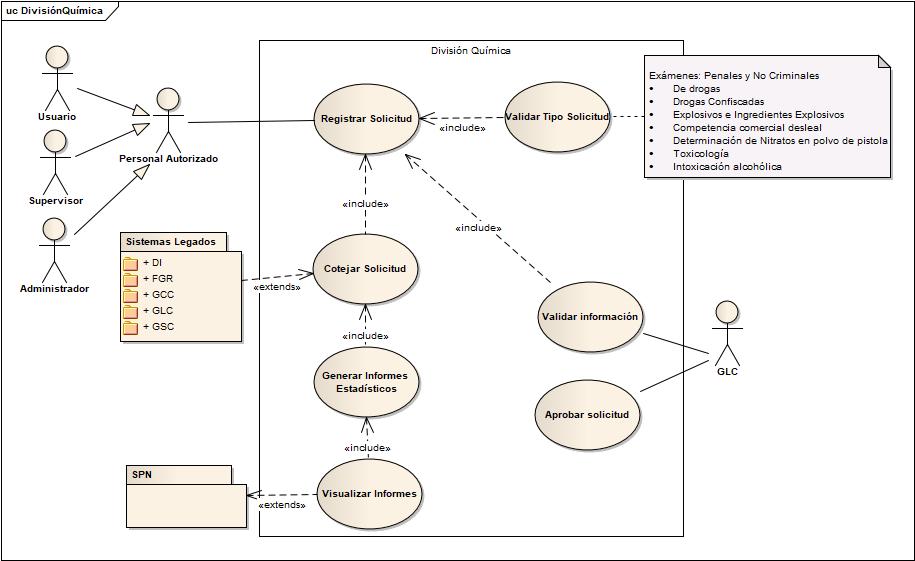 uc DivisiónQuímica
División Química
Usuario
Supervisor
Administrador
Personal Autorizado
Registrar Solicitud
«include»
Validar Tipo Solicitud
Exámenes: Penales y No Criminales
• De drogas
• Drogas Confiscadas
• Explosivos e Ingredientes Explosivos
• Competencia comercial desleal
• Determinación de Nitratos en polvo de pistola
• Toxicología
• Intoxicación alcohólica
«include»
«include»
Sistemas Legados
+ DI
+ FGR
+ GCC
+ GLC
+ GSC
«extends»
Cotejar Solicitud
Validar información
GLC
«include»
Generar Informes
Estadísticos
Aprobar solicitud
«include»
SPN
«extends»
Visualizar Informes